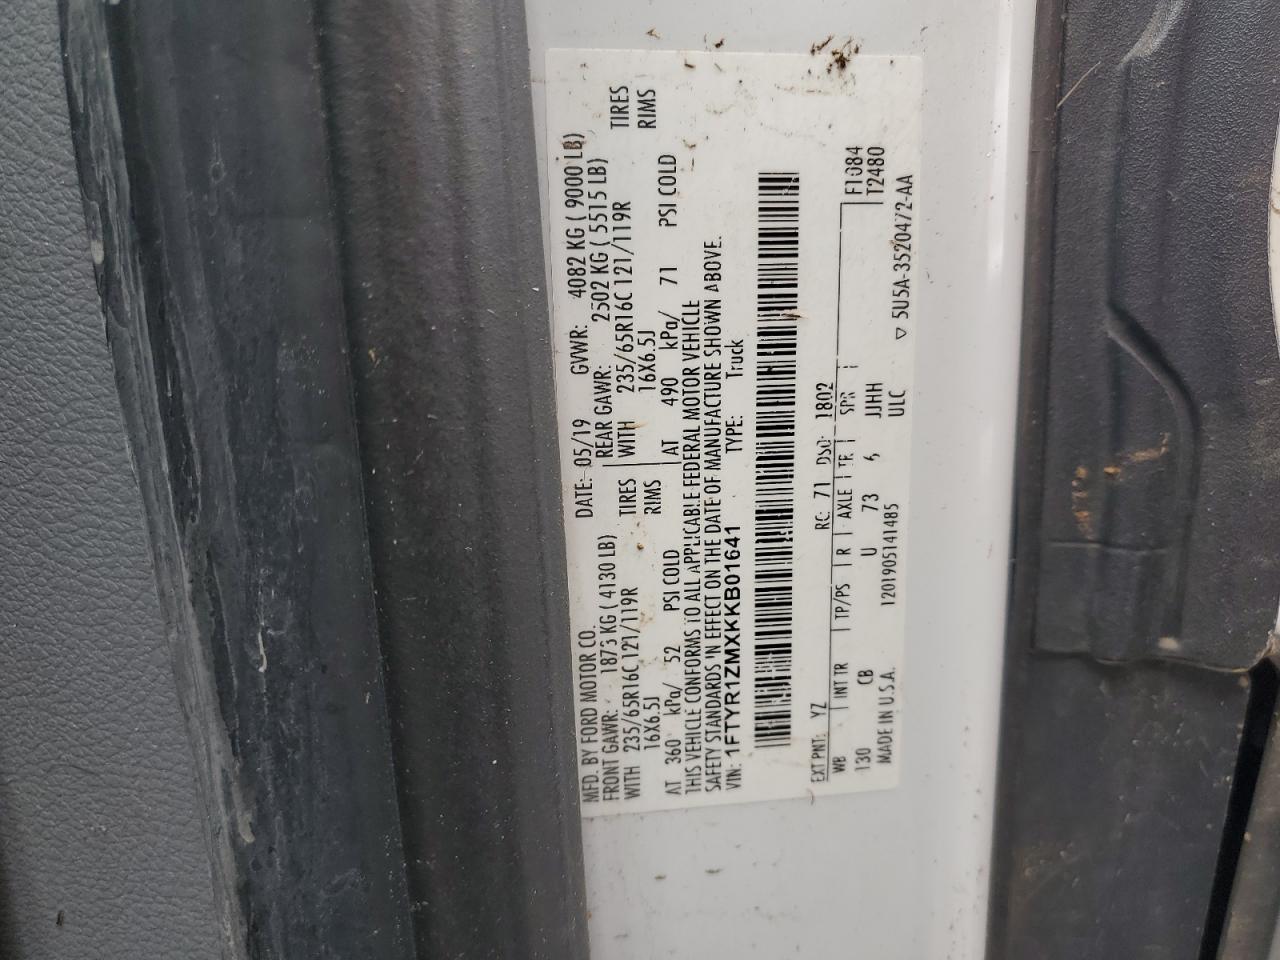 MFD. BY FORD MOTOR CO.
DATE: 05/19 GVWR: 4082 KG ( 9000 LB)
FRONT GAWR: 1873 KG ( 4130 LB) REAR GAWR: 2502 KG ( 5515 LB)
WITH 235/65R16C 121/119R TIRES WITH 235/65R16C 121/119R TIRES
16X6.5J RIMS 16X6.5J RIMS
AT 360 kPa/ 52 PSI COLD AT 490 kPa/ 71 PSI COLD
THIS VEHICLE CONFORMS TO ALL APPLICABLE FEDERAL MOTOR VEHICLE
SAFETY STANDARDS IN EFFECT ON THE DATE OF MANUFACTURE SHOWN ABOVE.
VIN: 1FTYR1ZMXKKB01641 TYPE: Truck
EXT PNT: YZ RC: 71 DSO: 1802 F1084
WB INT TR TP/PS R AXLE TR SPR T2480
130 CB U 73 JJHH
MADE IN U.S.A. 1201905141485 ULC
▽ 5U5A-3520472-AA